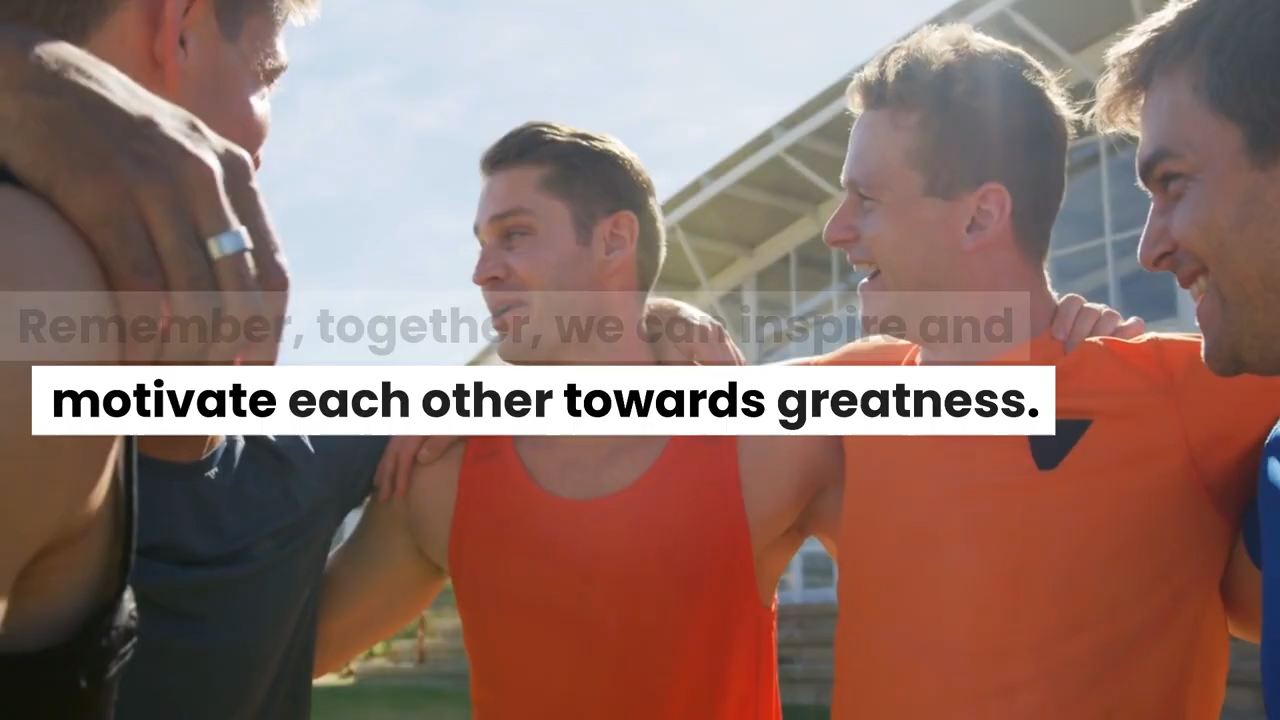 Remember, together, we can inspire and
motivate each other towards greatness.